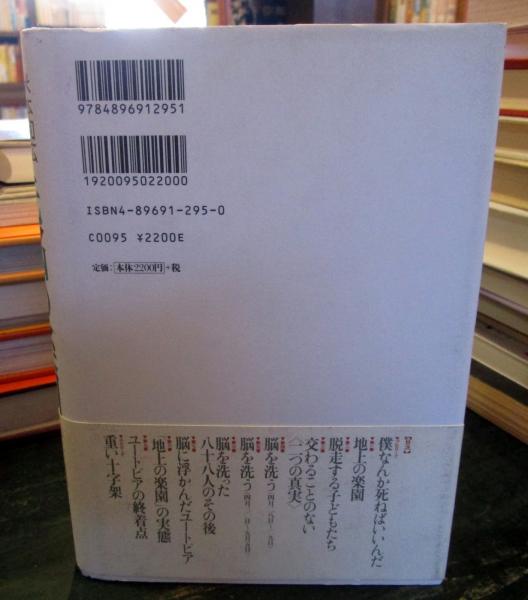 9784896912951
1920095022000
ISBN4-89691-295-0
C0095 ¥2200E
定価：本体2200円+税
僕なんか死ねばいいんだ
地上の楽園
脱走する子どもたち
交わることのない
〈二つの真実〉
脳を洗う
脳を洗う
脳を洗った
八十八人のその後
脳に浮かんだユートピア
「地上の楽園」の実態
ユートピアの終着点
重い十字架